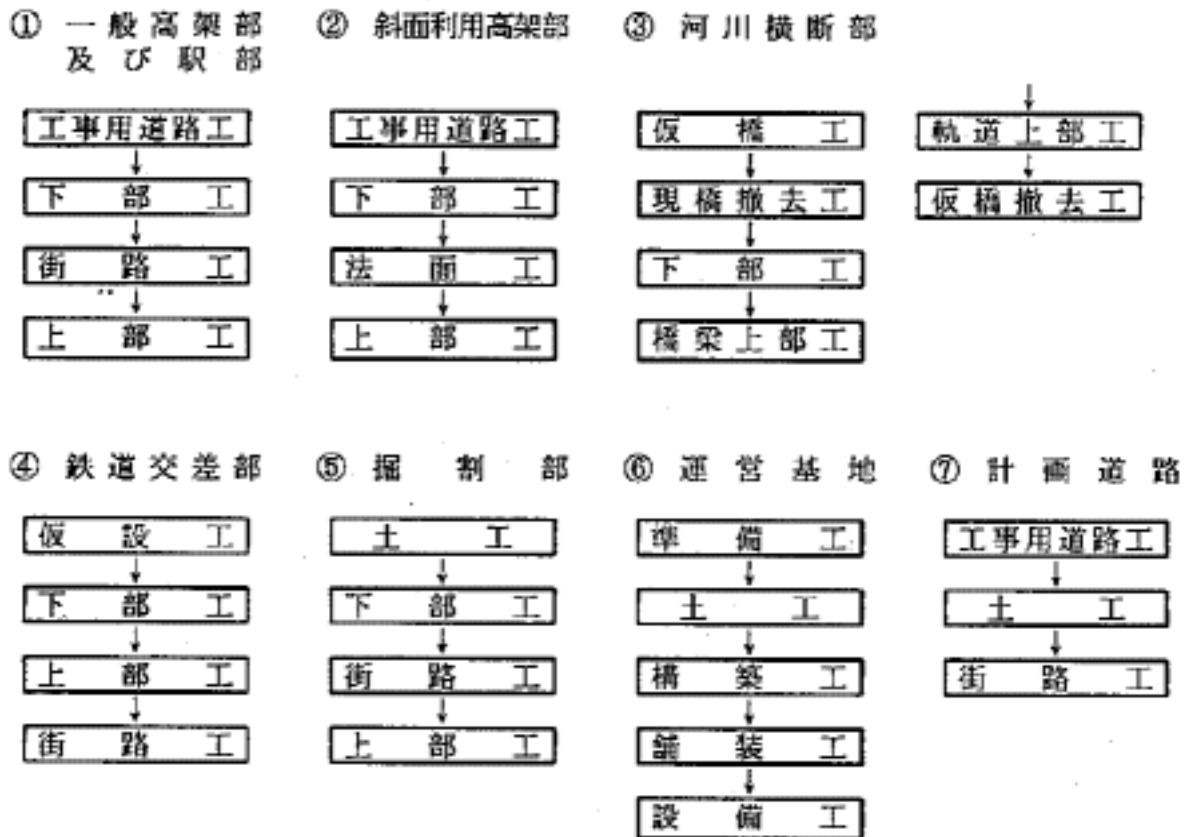 ① 一般高架部
及び駅部
工事用道路工
↓
下部工
↓
街路工
↓
上部工
② 斜面利用高架部
工事用道路工
↓
下部工
↓
法面工
↓
上部工
③ 河川横断部
仮橋工
↓
現橋撤去工
↓
下部工
↓
橋梁上部工
↓
軌道上部工
↓
仮橋撤去工
④ 鉄道交差部
仮設工
↓
下部工
↓
上部工
↓
街路工
⑤ 掘割部
土工
↓
下部工
↓
街路工
↓
上部工
⑥ 運営基地
準備工
↓
土工
↓
構築工
↓
舗装工
↓
設備工
⑦ 計画道路
工事用道路工
↓
土工
↓
街路工